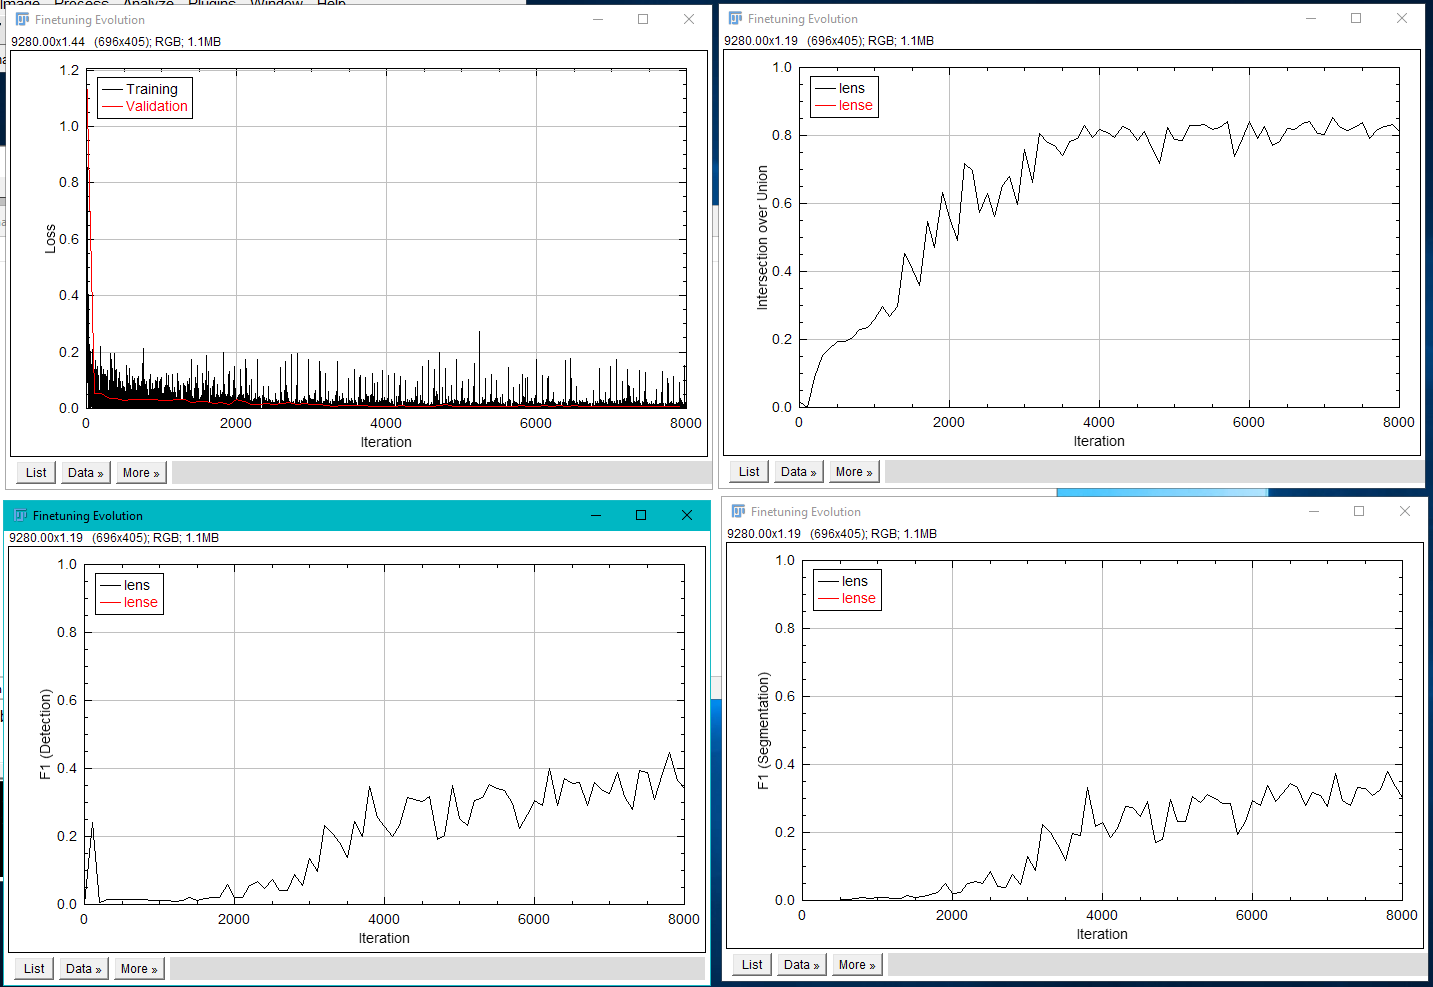 Image Process Analyze Plugins Window Help
Finetuning Evolution
9280.00x1.44 (696x405); RGB; 1.1MB
1.2
1.0
0.8
0.6
0.4
0.2
0.0
Loss
Training
Validation
0 2000 4000 6000 8000
Iteration
List Data » More »
Finetuning Evolution
9280.00x1.19 (696x405); RGB; 1.1MB
1.0
0.8
0.6
0.4
0.2
0.0
Intersection over Union
lens
lense
0 2000 4000 6000 8000
Iteration
List Data » More »
Finetuning Evolution
9280.00x1.19 (696x405); RGB; 1.1MB
1.0
0.8
0.6
0.4
0.2
0.0
F1 (Detection)
lens
lense
0 2000 4000 6000 8000
Iteration
List Data » More »
Finetuning Evolution
9280.00x1.19 (696x405); RGB; 1.1MB
1.0
0.8
0.6
0.4
0.2
0.0
F1 (Segmentation)
lens
lense
0 2000 4000 6000 8000
Iteration
List Data » More »